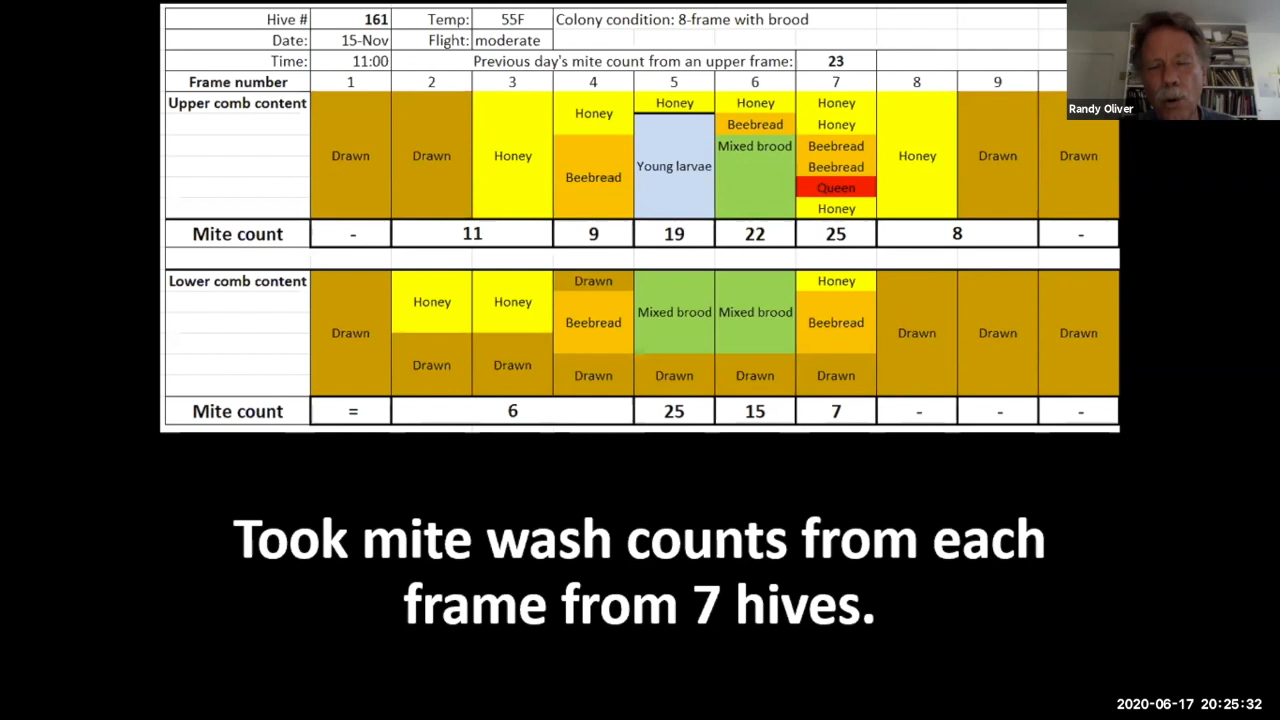 Hive # 161 Temp: 55F Colony condition: 8-frame with brood
Date: 15-Nov Flight: moderate
Time: 11:00 Previous day's mite count from an upper frame: 23
Frame number 1 2 3 4 5 6 7 8 9
Upper comb content Honey Honey Honey
Honey Beebread Honey
Mixed brood Beebread
Drawn Drawn Honey Honey Drawn Drawn
Young larvae Beebread
Beebread Queen
Honey
Mite count - 11 9 19 22 25 8 -
Lower comb content Drawn Honey
Honey Honey
Mixed brood Mixed brood
Beebread Beebread
Drawn Drawn Drawn Drawn
Drawn Drawn
Drawn Drawn Drawn Drawn
Mite count = 6 25 15 7 - - -
Took mite wash counts from each
frame from 7 hives.
Randy Oliver
2020-06-17 20:25:32